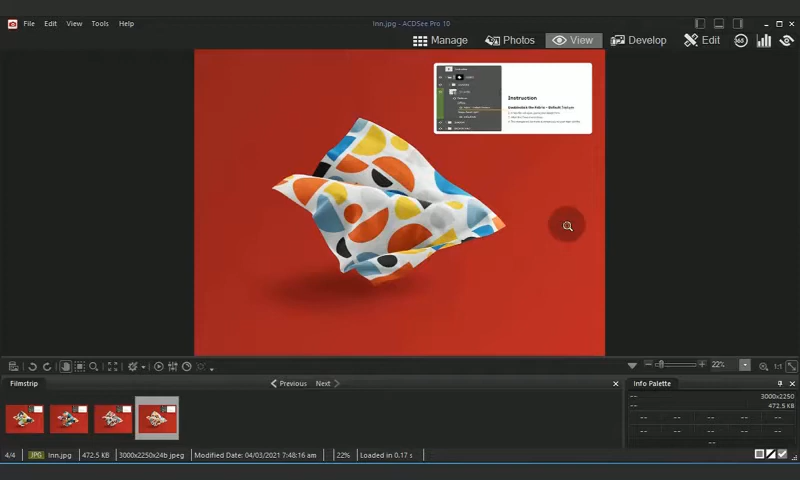 File Edit View Tools Help
Inn.jpg - ACDSee Pro 10
Manage Photos View Develop Edit 365
Instruction
22% 1:1
Filmstrip Previous Next
Info Palette
3000x2250
472.5 KB
4/4 JPG Inn.jpg 472.5 KB 3000x2250x24b jpeg Modified Date: 04/03/2021 7:48:16 am 22% Loaded in 0.17 s